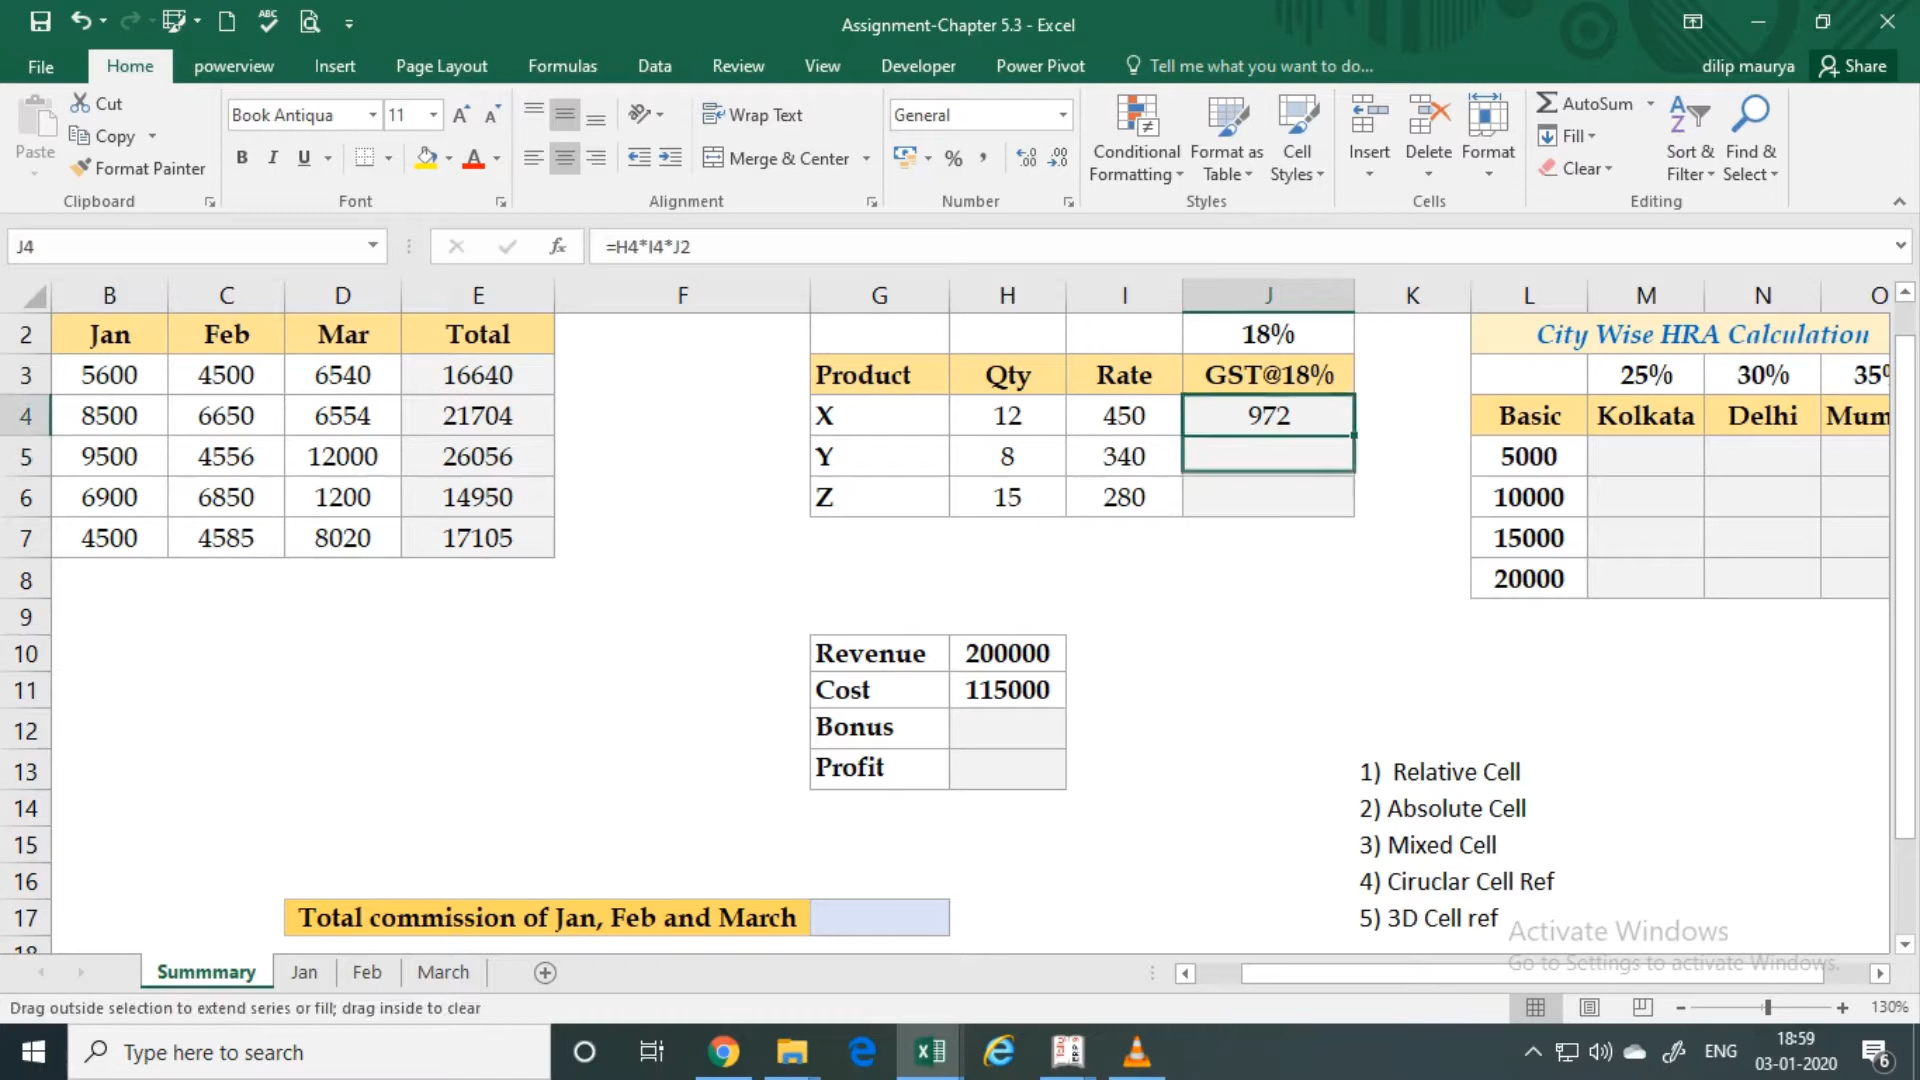 Assignment-Chapter 5.3 - Excel
File Home powerview Insert Page Layout Formulas Data Review View Developer Power Pivot Tell me what you want to do... dilip maurya Share
Paste Cut Copy Format Painter
Book Antiqua 11
B I U
Wrap Text
Merge & Center
General
Conditional Formatting Format as Table Cell Styles
Insert Delete Format
AutoSum Fill Clear
Sort & Filter Find & Select
Clipboard Font Alignment Number Styles Cells Editing
J4 fx =H4*I4*J2
B C D E F G H I J K L M N O
2 Jan Feb Mar Total 18% City Wise HRA Calculation
3 5600 4500 6540 16640 Product Qty Rate GST@18% 25% 30% 35%
4 8500 6650 6554 21704 X 12 450 972 Basic Kolkata Delhi Mum
5 9500 4556 12000 26056 Y 8 340 5000
6 6900 6850 1200 14950 Z 15 280 10000
7 4500 4585 8020 17105 15000
8 20000
9
10 Revenue 200000
11 Cost 115000
12 Bonus
13 Profit 1) Relative Cell
14 2) Absolute Cell
15 3) Mixed Cell
16 4) Ciruclar Cell Ref
17 Total commission of Jan, Feb and March 5) 3D Cell ref
18
Activate Windows
Go to Settings to activate Windows.
Summmary Jan Feb March
Drag outside selection to extend series or fill; drag inside to clear 130%
Type here to search ENG 18:59
03-01-2020 6